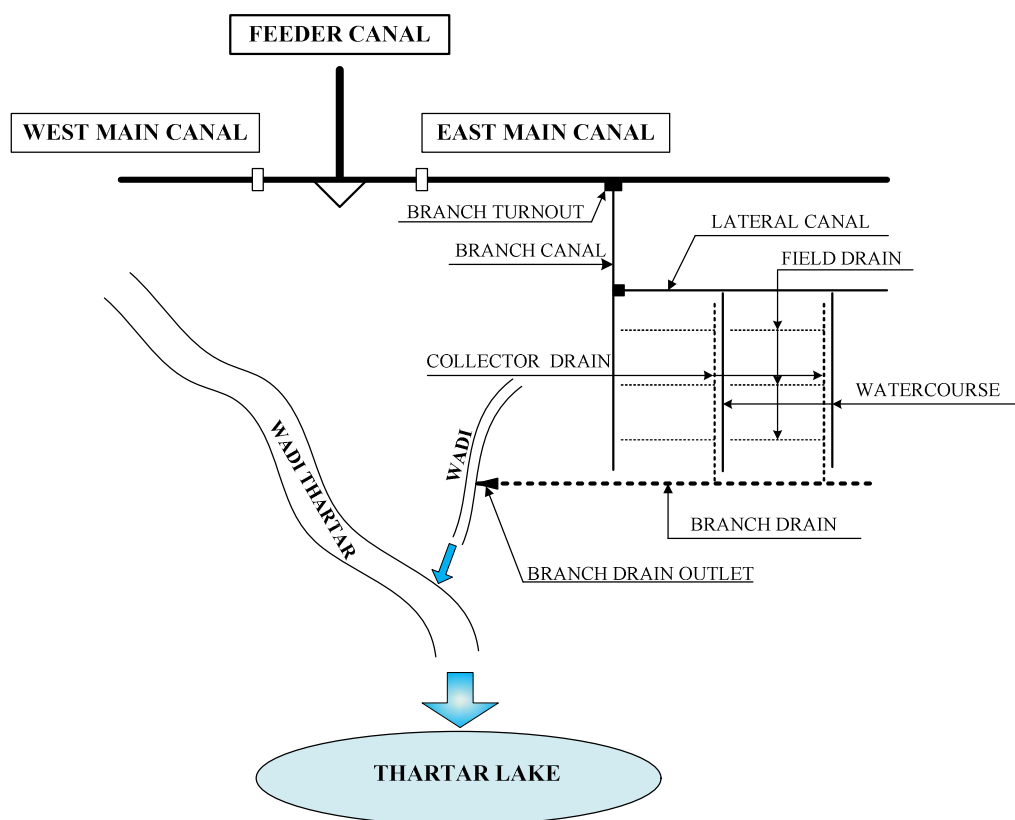 FEEDER CANAL
WEST MAIN CANAL
EAST MAIN CANAL
BRANCH TURNOUT
LATERAL CANAL
BRANCH CANAL
FIELD DRAIN
COLLECTOR DRAIN
WATERCOURSE
WADI
WADI THARTAR
BRANCH DRAIN
BRANCH DRAIN OUTLET
THARTAR LAKE